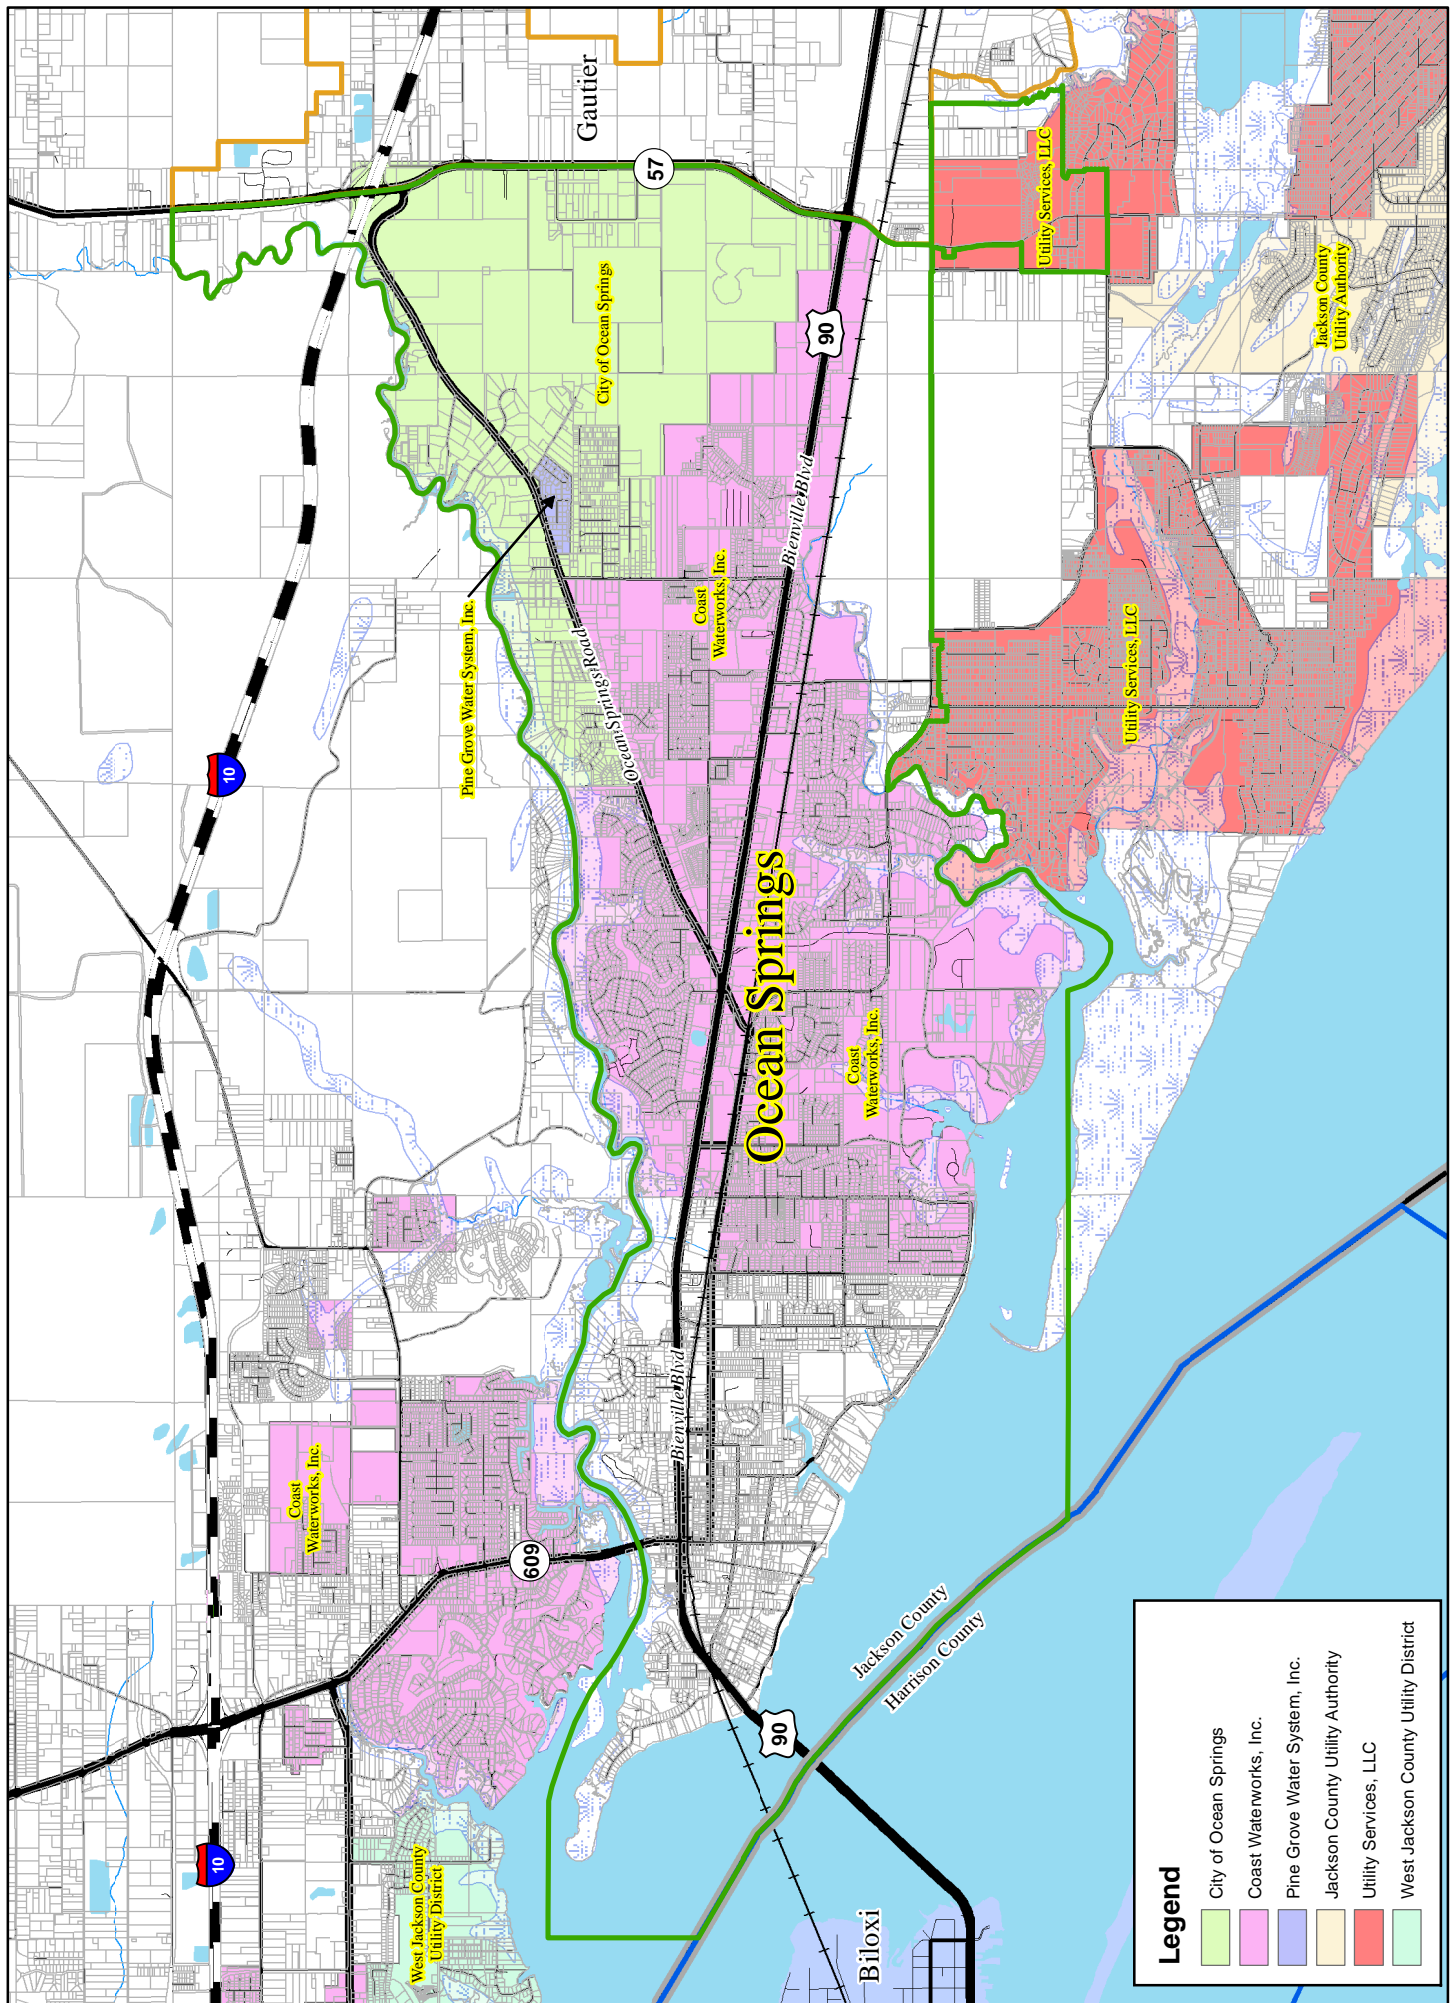 Gautier
57
Utility Services, LLC
City of Ocean Springs
90
Jackson County
Utility Authority
Bienville Blvd
Pine Grove Water System, Inc.
Coast
Waterworks, Inc.
Ocean Springs Road
Utility Services, LLC
10
Ocean Springs
Coast
Waterworks, Inc.
Bienville Blvd
Coast
Waterworks, Inc.
609
Jackson County
Harrison County
90
10
West Jackson County
Utility District
Biloxi
Legend
City of Ocean Springs
Coast Waterworks, Inc.
Pine Grove Water System, Inc.
Jackson County Utility Authority
Utility Services, LLC
West Jackson County Utility District